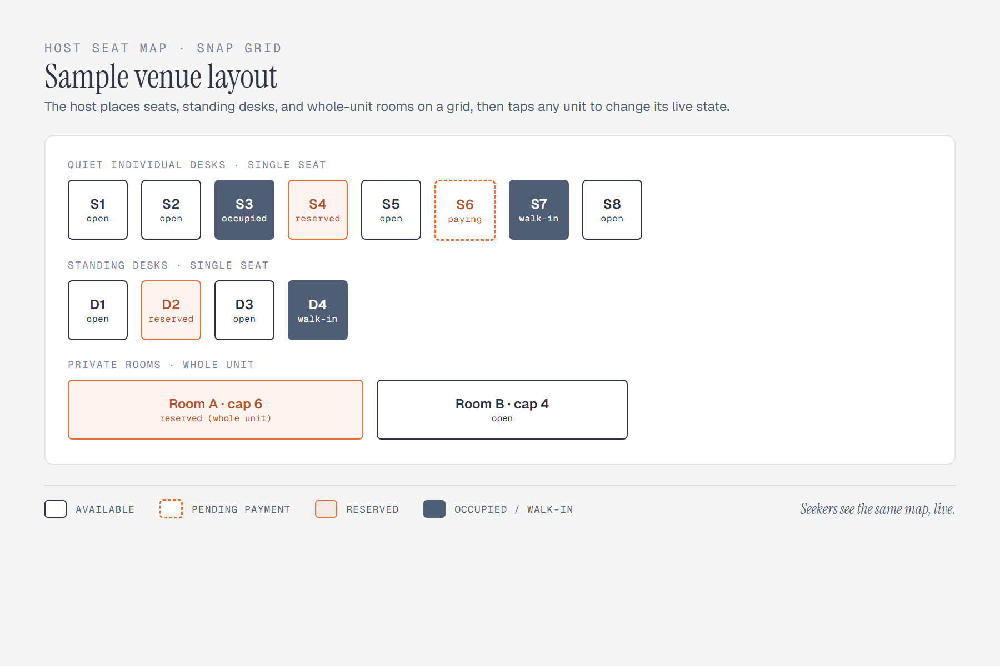 HOST SEAT MAP · SNAP GRID
Sample venue layout
The host places seats, standing desks, and whole-unit rooms on a grid, then taps any unit to change its live state.
QUIET INDIVIDUAL DESKS · SINGLE SEAT
S1 S2 S3 S4 S5 S6 S7 S8
open open occupied reserved open paying walk-in open
STANDING DESKS · SINGLE SEAT
D1 D2 D3 D4
open reserved open walk-in
PRIVATE ROOMS · WHOLE UNIT
Room A · cap 6 Room B · cap 4
reserved (whole unit) open
AVAILABLE PENDING PAYMENT RESERVED OCCUPIED / WALK-IN Seekers see the same map, live.